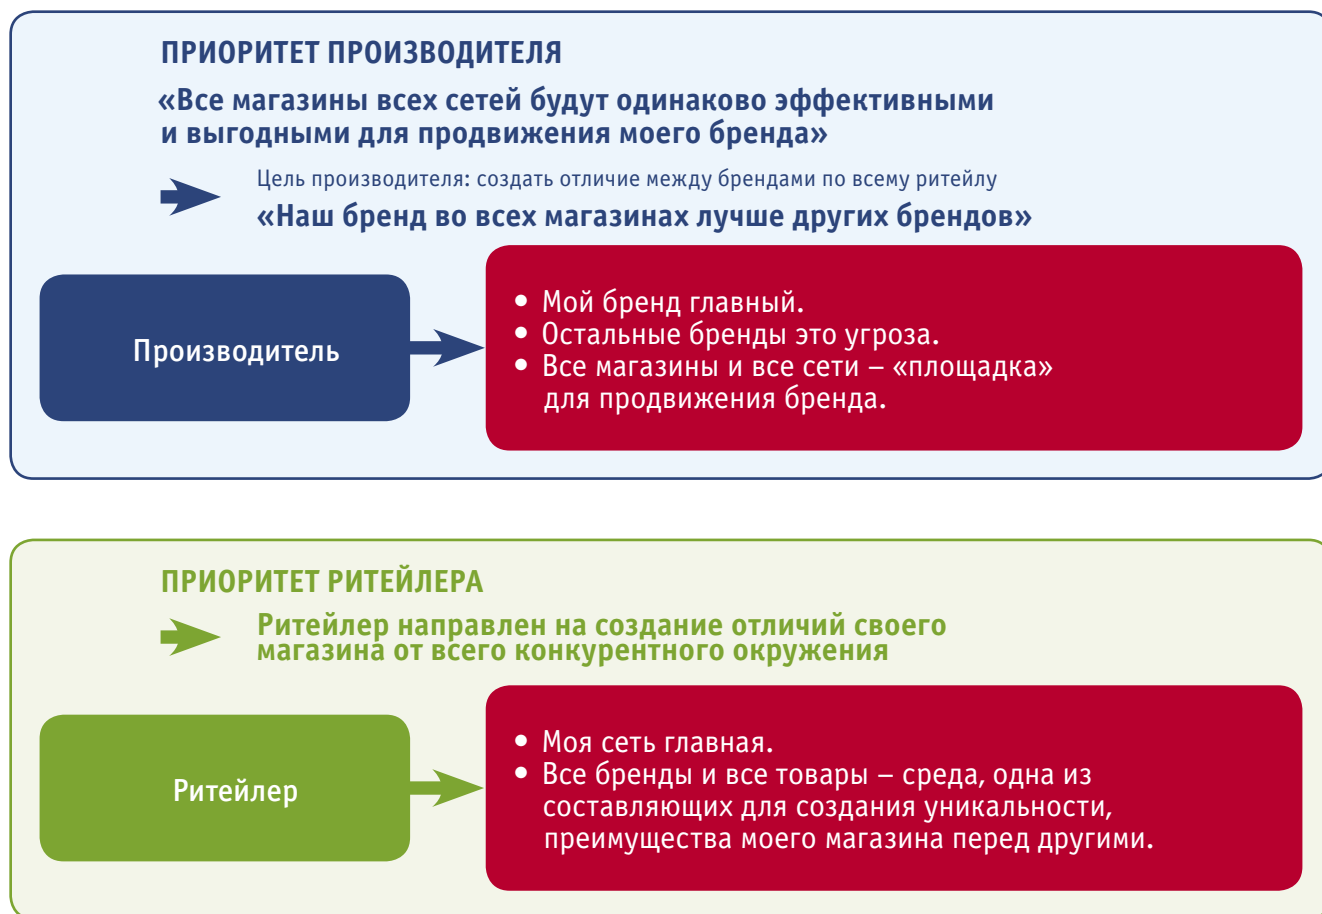 ПРИОРИТЕТ ПРОИЗВОДИТЕЛЯ
«Все магазины всех сетей будут одинаково эффективными
и выгодными для продвижения моего бренда»
Цель производителя: создать отличие между брендами по всему ритейлу
«Наш бренд во всех магазинах лучше других брендов»
Производитель
• Мой бренд главный.
• Остальные бренды это угроза.
• Все магазины и все сети – «площадка»
для продвижения бренда.
ПРИОРИТЕТ РИТЕЙЛЕРА
Ритейлер направлен на создание отличий своего
магазина от всего конкурентного окружения
Ритейлер
• Моя сеть главная.
• Все бренды и все товары – среда, одна из
составляющих для создания уникальности,
преимущества моего магазина перед другими.